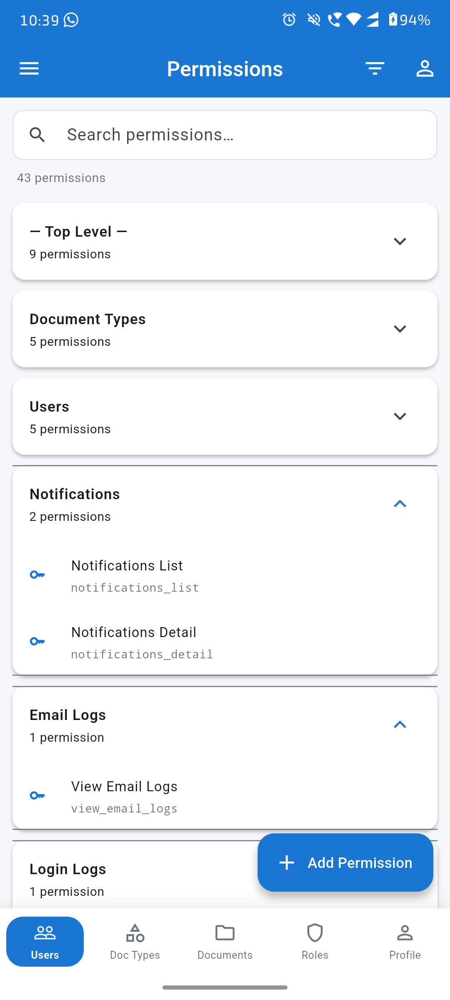 10:39
94%
Permissions
Search permissions...
43 permissions
— Top Level —
9 permissions
Document Types
5 permissions
Users
5 permissions
Notifications
2 permissions
Notifications List
notifications_list
Notifications Detail
notifications_detail
Email Logs
1 permission
View Email Logs
view_email_logs
Login Logs
1 permission
Add Permission
Users
Doc Types
Documents
Roles
Profile